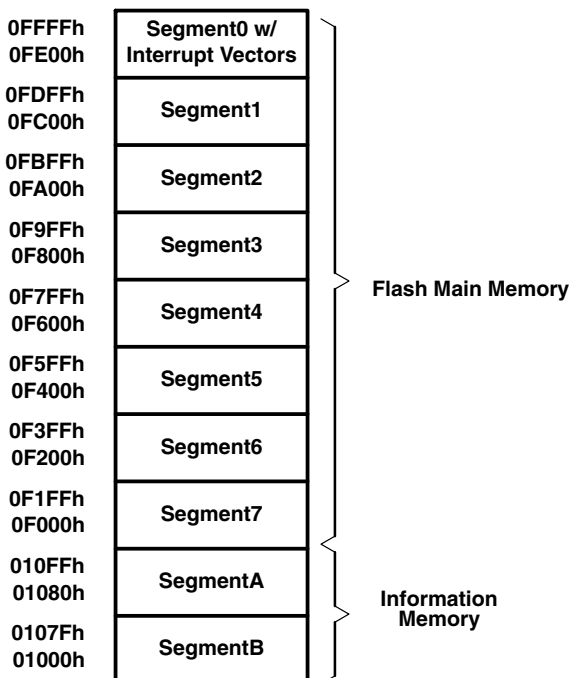 0FFFFh
0FE00h
Segment0 w/
Interrupt Vectors
0FDFFh
0FC00h
Segment1
0FBFFh
0FA00h
Segment2
0F9FFh
0F800h
Segment3
0F7FFh
0F600h
Segment4
0F5FFh
0F400h
Segment5
0F3FFh
0F200h
Segment6
0F1FFh
0F000h
Segment7
010FFh
01080h
SegmentA
0107Fh
01000h
SegmentB
Flash Main Memory
Information
Memory